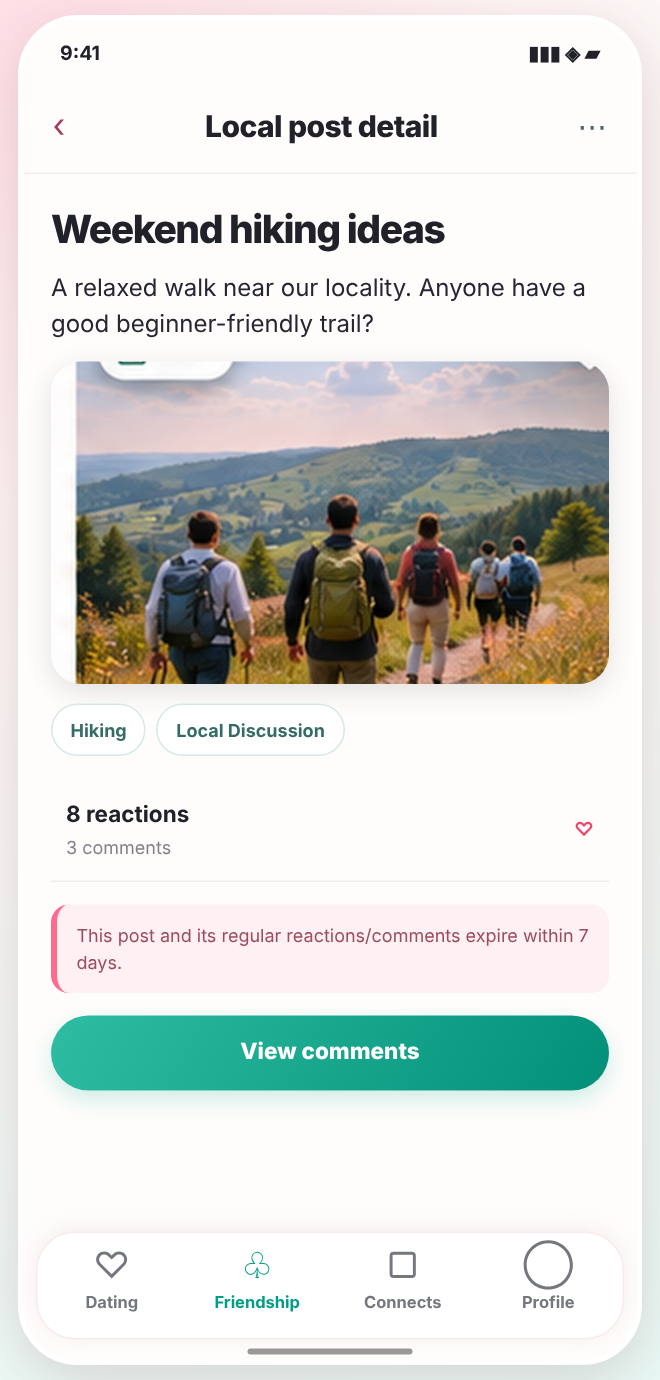 9:41
Local post detail
Weekend hiking ideas
A relaxed walk near our locality. Anyone have a
good beginner-friendly trail?
Hiking
Local Discussion
8 reactions
3 comments
This post and its regular reactions/comments expire within 7
days.
View comments
Dating
Friendship
Connects
Profile